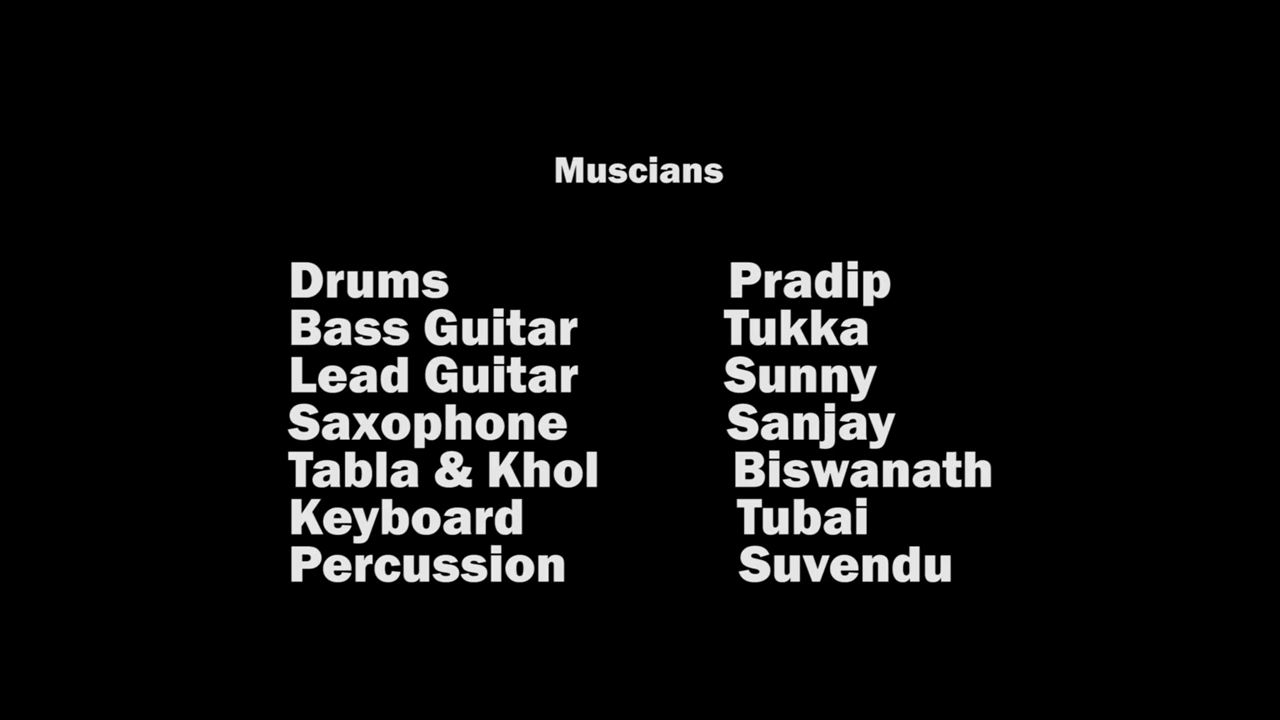 Muscians
Drums Pradip
Bass Guitar Tukka
Lead Guitar Sunny
Saxophone Sanjay
Tabla & Khol Biswanath
Keyboard Tubai
Percussion Suvendu